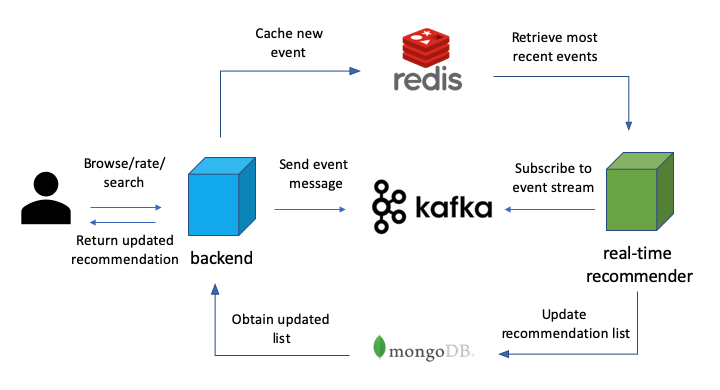 Cache new
event
redis
Retrieve most
recent events
Browse/rate/
search
Return updated
recommendation
backend
Send event
message
kafka
Subscribe to
event stream
real-time
recommender
Obtain updated
list
mongoDB.
Update
recommendation list